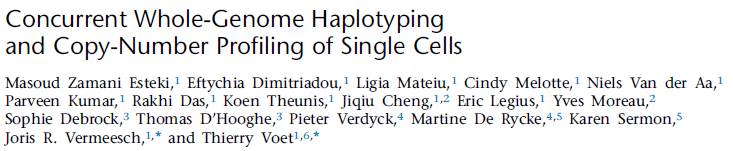 Concurrent Whole-Genome Haplotyping
and Copy-Number Profiling of Single Cells
Masoud Zamani Esteki,1 Eftychia Dimitriadou,1 Ligia Mateiu,1 Cindy Melotte,1 Niels Van der Aa,1
Parveen Kumar,1 Rakhi Das,1 Koen Theunis,1 Jiqiu Cheng,1,2 Eric Legius,1 Yves Moreau,2
Sophie Debrock,3 Thomas D'Hooghe,3 Pieter Verdyck,4 Martine De Rycke,4,5 Karen Sermon,5
Joris R. Vermeesch,1,* and Thierry Voet1,6,*